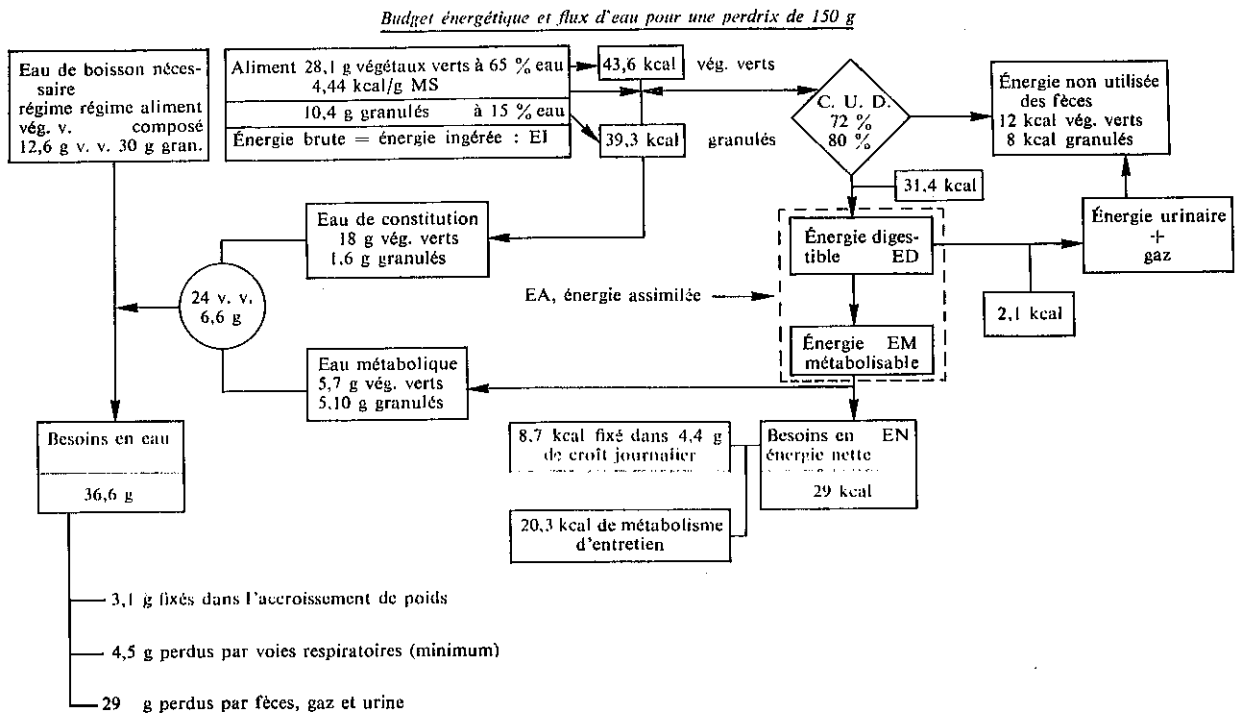 Budget énergétique et flux d'eau pour une perdrix de 150 g
Eau de boisson néces-
saire
régime régime aliment
vég. v. composé
12,6 g v. v. 30 g gran.
Aliment 28,1 g végétaux verts à 65 % eau
4,44 kcal/g MS
10,4 g granulés à 15 % eau
Énergie brute = énergie ingérée : EI
43,6 kcal
vég. verts
39,3 kcal
granulés
C. U. D.
72 %
80 %
Énergie non utilisée
des fèces
12 kcal vég. verts
8 kcal granulés
31,4 kcal
Eau de constitution
18 g vég. verts
1,6 g granulés
Énergie diges-
tible ED
Énergie urinaire
+
gaz
24 v. v.
6,6 g
EA, énergie assimilée
2,1 kcal
Énergie EM
métabolisable
Eau métabolique
5,7 g vég. verts
5,10 g granulés
Besoins en eau
36,6 g
8,7 kcal fixé dans 4,4 g
de croît journalier
Besoins en EN
énergie nette
29 kcal
20,3 kcal de métabolisme
d'entretien
3,1 g fixés dans l'accroissement de poids
4,5 g perdus par voies respiratoires (minimum)
29 g perdus par fèces, gaz et urine